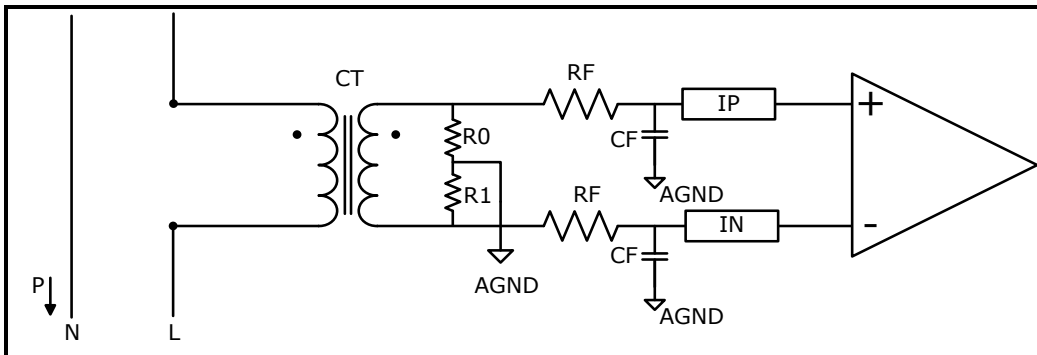 CT
RF
IP
+
R0
CF
AGND
R1
RF
IN
-
CF
AGND
AGND
P
N
L